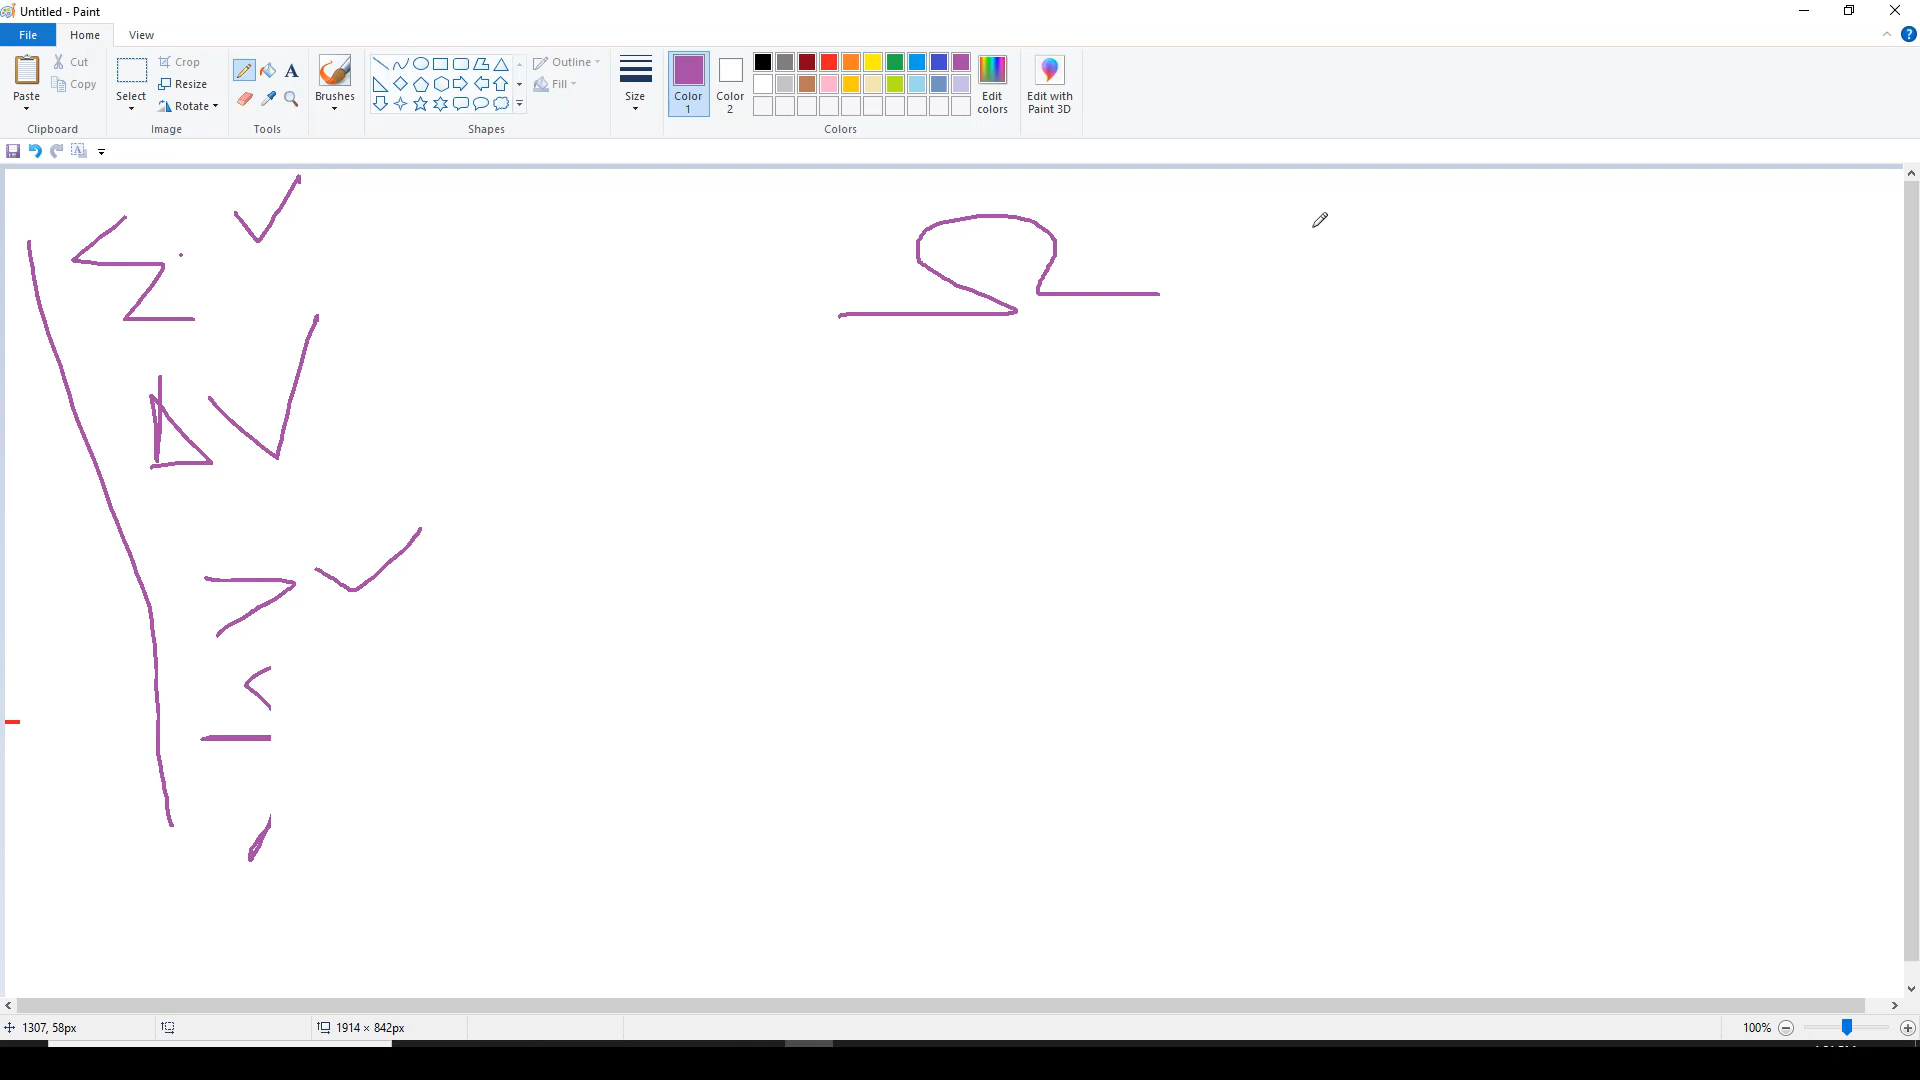 Untitled - Paint
File Home View
Paste
Cut
Copy
Clipboard
Select
Crop
Resize
Rotate
Image
A
Tools
Brushes
Shapes
Outline
Fill
Size
Color 1
Color 2
Edit colors
Colors
Edit with Paint 3D
Ω
1307, 58px
1914 × 842px
100%